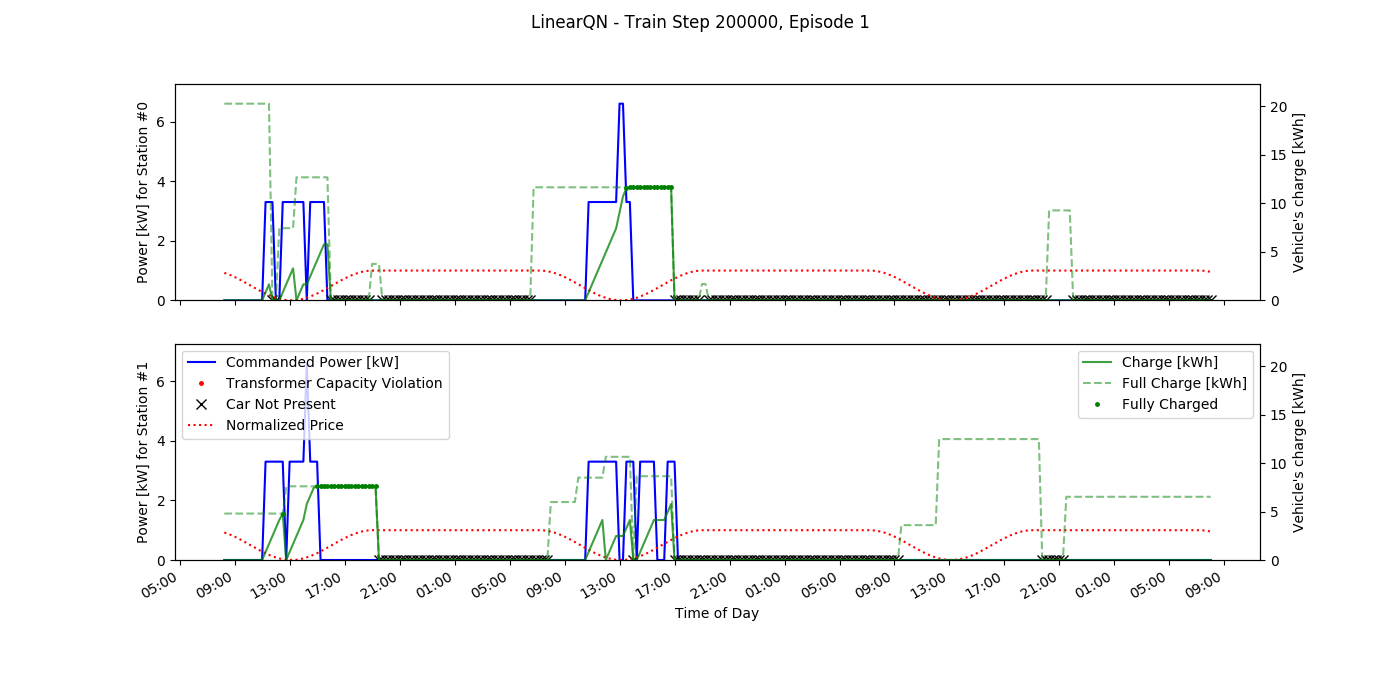 LinearQN - Train Step 200000, Episode 1
Power [kW] for Station #0
6
4
2
0
20
15
10
5
0
Vehicle's charge [kWh]
Power [kW] for Station #1
6
4
2
0
Commanded Power [kW]
Transformer Capacity Violation
Car Not Present
Normalized Price
Charge [kWh]
Full Charge [kWh]
Fully Charged
20
15
10
5
0
Vehicle's charge [kWh]
05:00 09:00 13:00 17:00 21:00 01:00 05:00 09:00 13:00 17:00 21:00 01:00 05:00 09:00 13:00 17:00 21:00 01:00 05:00 09:00
Time of Day